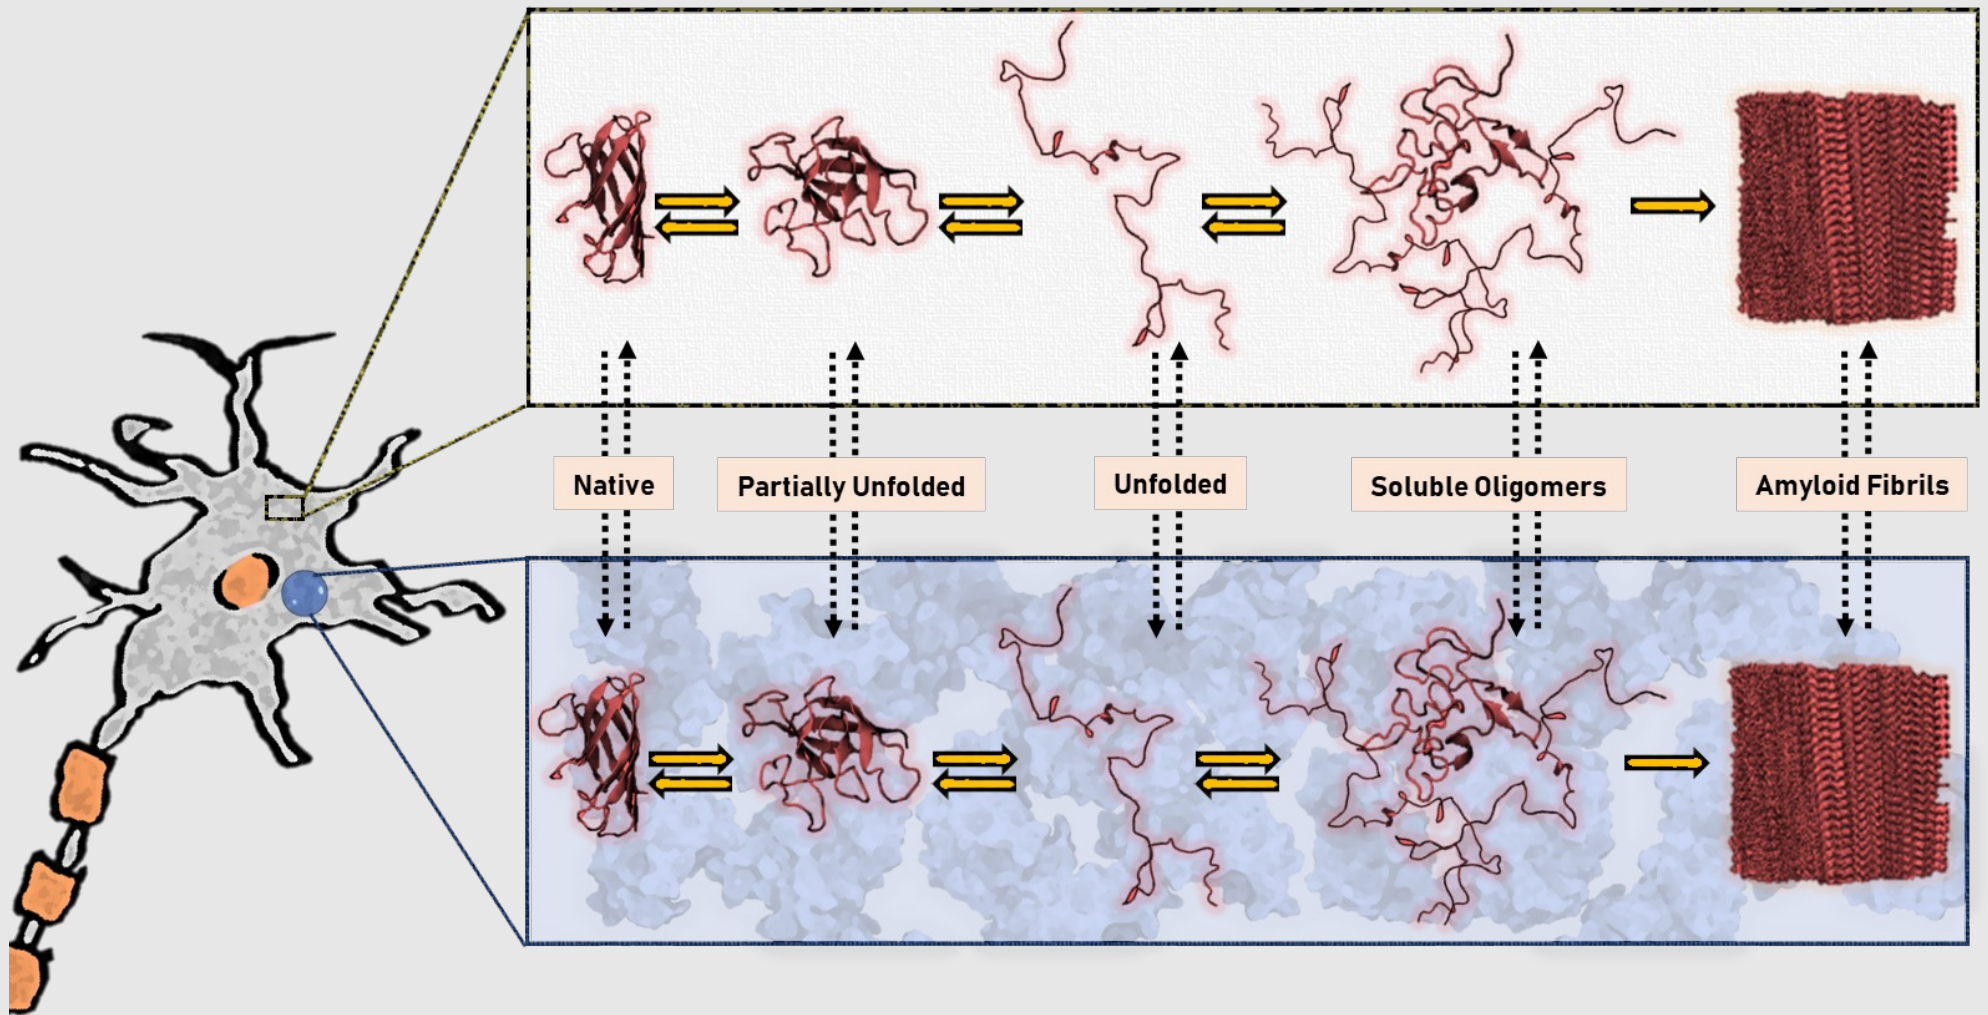 Native
Partially Unfolded
Unfolded
Soluble Oligomers
Amyloid Fibrils